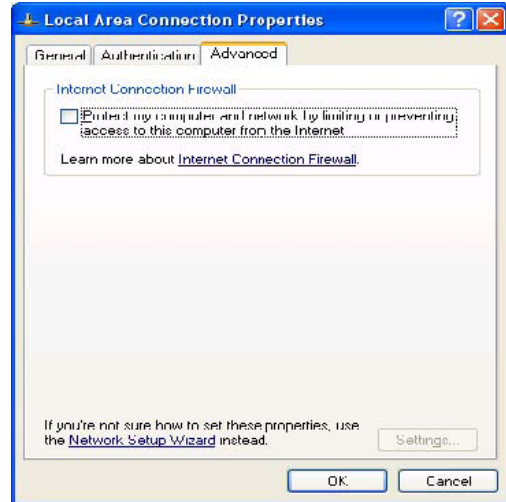 Local Area Connection Properties
General Authentication Advanced
Internet Connection Firewall
Protect my computer and network by limiting or preventing
access to this computer from the Internet
Learn more about Internet Connection Firewall.
If you're not sure how to set these properties, use
the Network Setup Wizard instead.
Settings...
OK Cancel